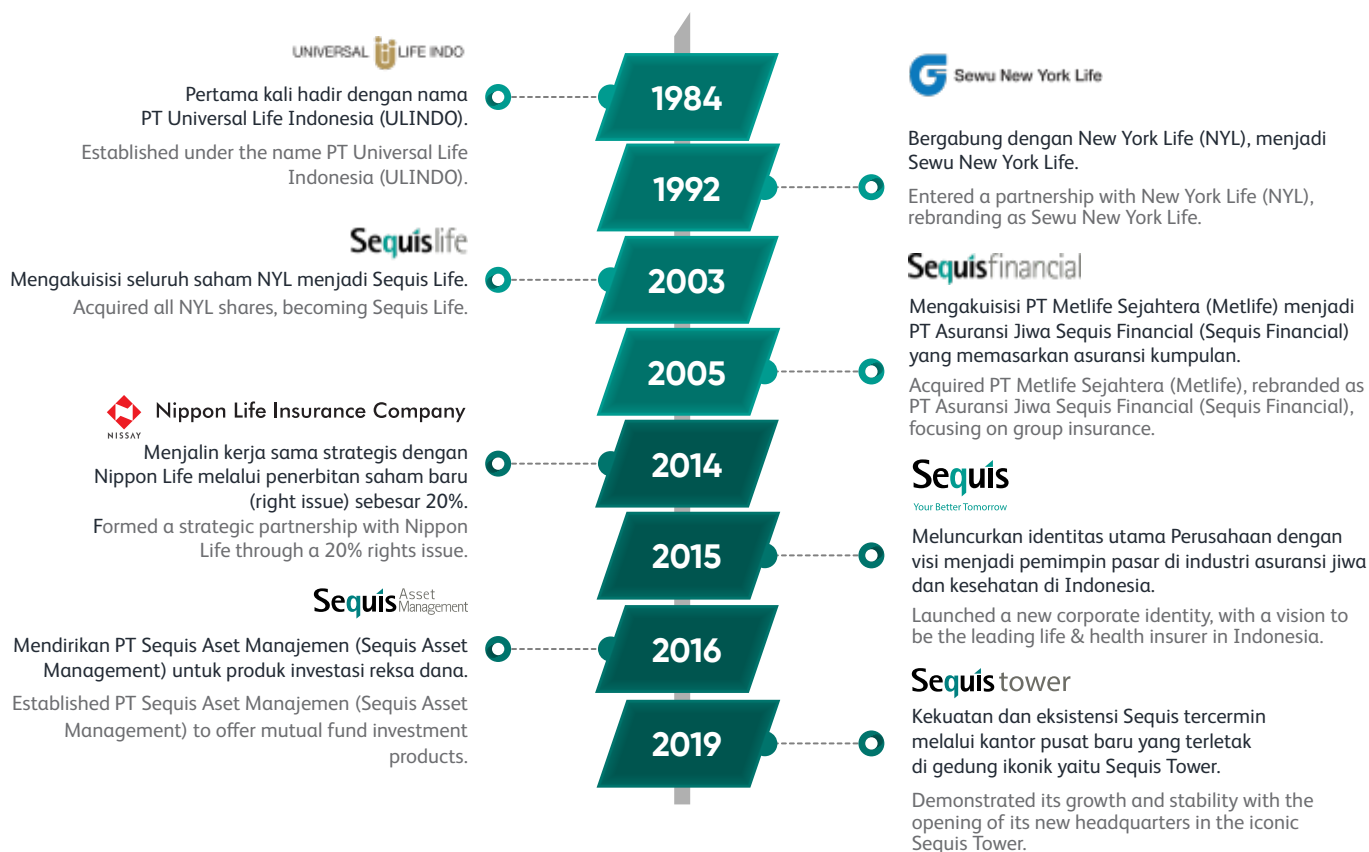 UNIVERSAL LIFE INDO
Pertama kali hadir dengan nama
PT Universal Life Indonesia (ULINDO).
Established under the name PT Universal Life
Indonesia (ULINDO).
1984
Sewu New York Life
Bergabung dengan New York Life (NYL), menjadi
Sewu New York Life.
Entered a partnership with New York Life (NYL),
rebranding as Sewu New York Life.
1992
Sequislife
Mengakuisisi seluruh saham NYL menjadi Sequis Life.
Acquired all NYL shares, becoming Sequis Life.
2003
Sequisfinancial
Mengakuisisi PT Metlife Sejahtera (Metlife) menjadi
PT Asuransi Jiwa Sequis Financial (Sequis Financial)
yang memasarkan asuransi kumpulan.
Acquired PT Metlife Sejahtera (Metlife), rebranded as
PT Asuransi Jiwa Sequis Financial (Sequis Financial),
focusing on group insurance.
2005
NISSAY
Nippon Life Insurance Company
Menjalin kerja sama strategis dengan
Nippon Life melalui penerbitan saham baru
(right issue) sebesar 20%.
Formed a strategic partnership with Nippon
Life through a 20% rights issue.
2014
Sequis
Your Better Tomorrow
Meluncurkan identitas utama Perusahaan dengan
visi menjadi pemimpin pasar di industri asuransi jiwa
dan kesehatan di Indonesia.
Launched a new corporate identity, with a vision to
be the leading life & health insurer in Indonesia.
2015
Sequis Asset
Management
Mendirikan PT Sequis Aset Manajemen (Sequis Asset
Management) untuk produk investasi reksa dana.
Established PT Sequis Aset Manajemen (Sequis Asset
Management) to offer mutual fund investment
products.
2016
Sequis tower
Kekuatan dan eksistensi Sequis tercermin
melalui kantor pusat baru yang terletak
di gedung ikonik yaitu Sequis Tower.
Demonstrated its growth and stability with the
opening of its new headquarters in the iconic
Sequis Tower.
2019